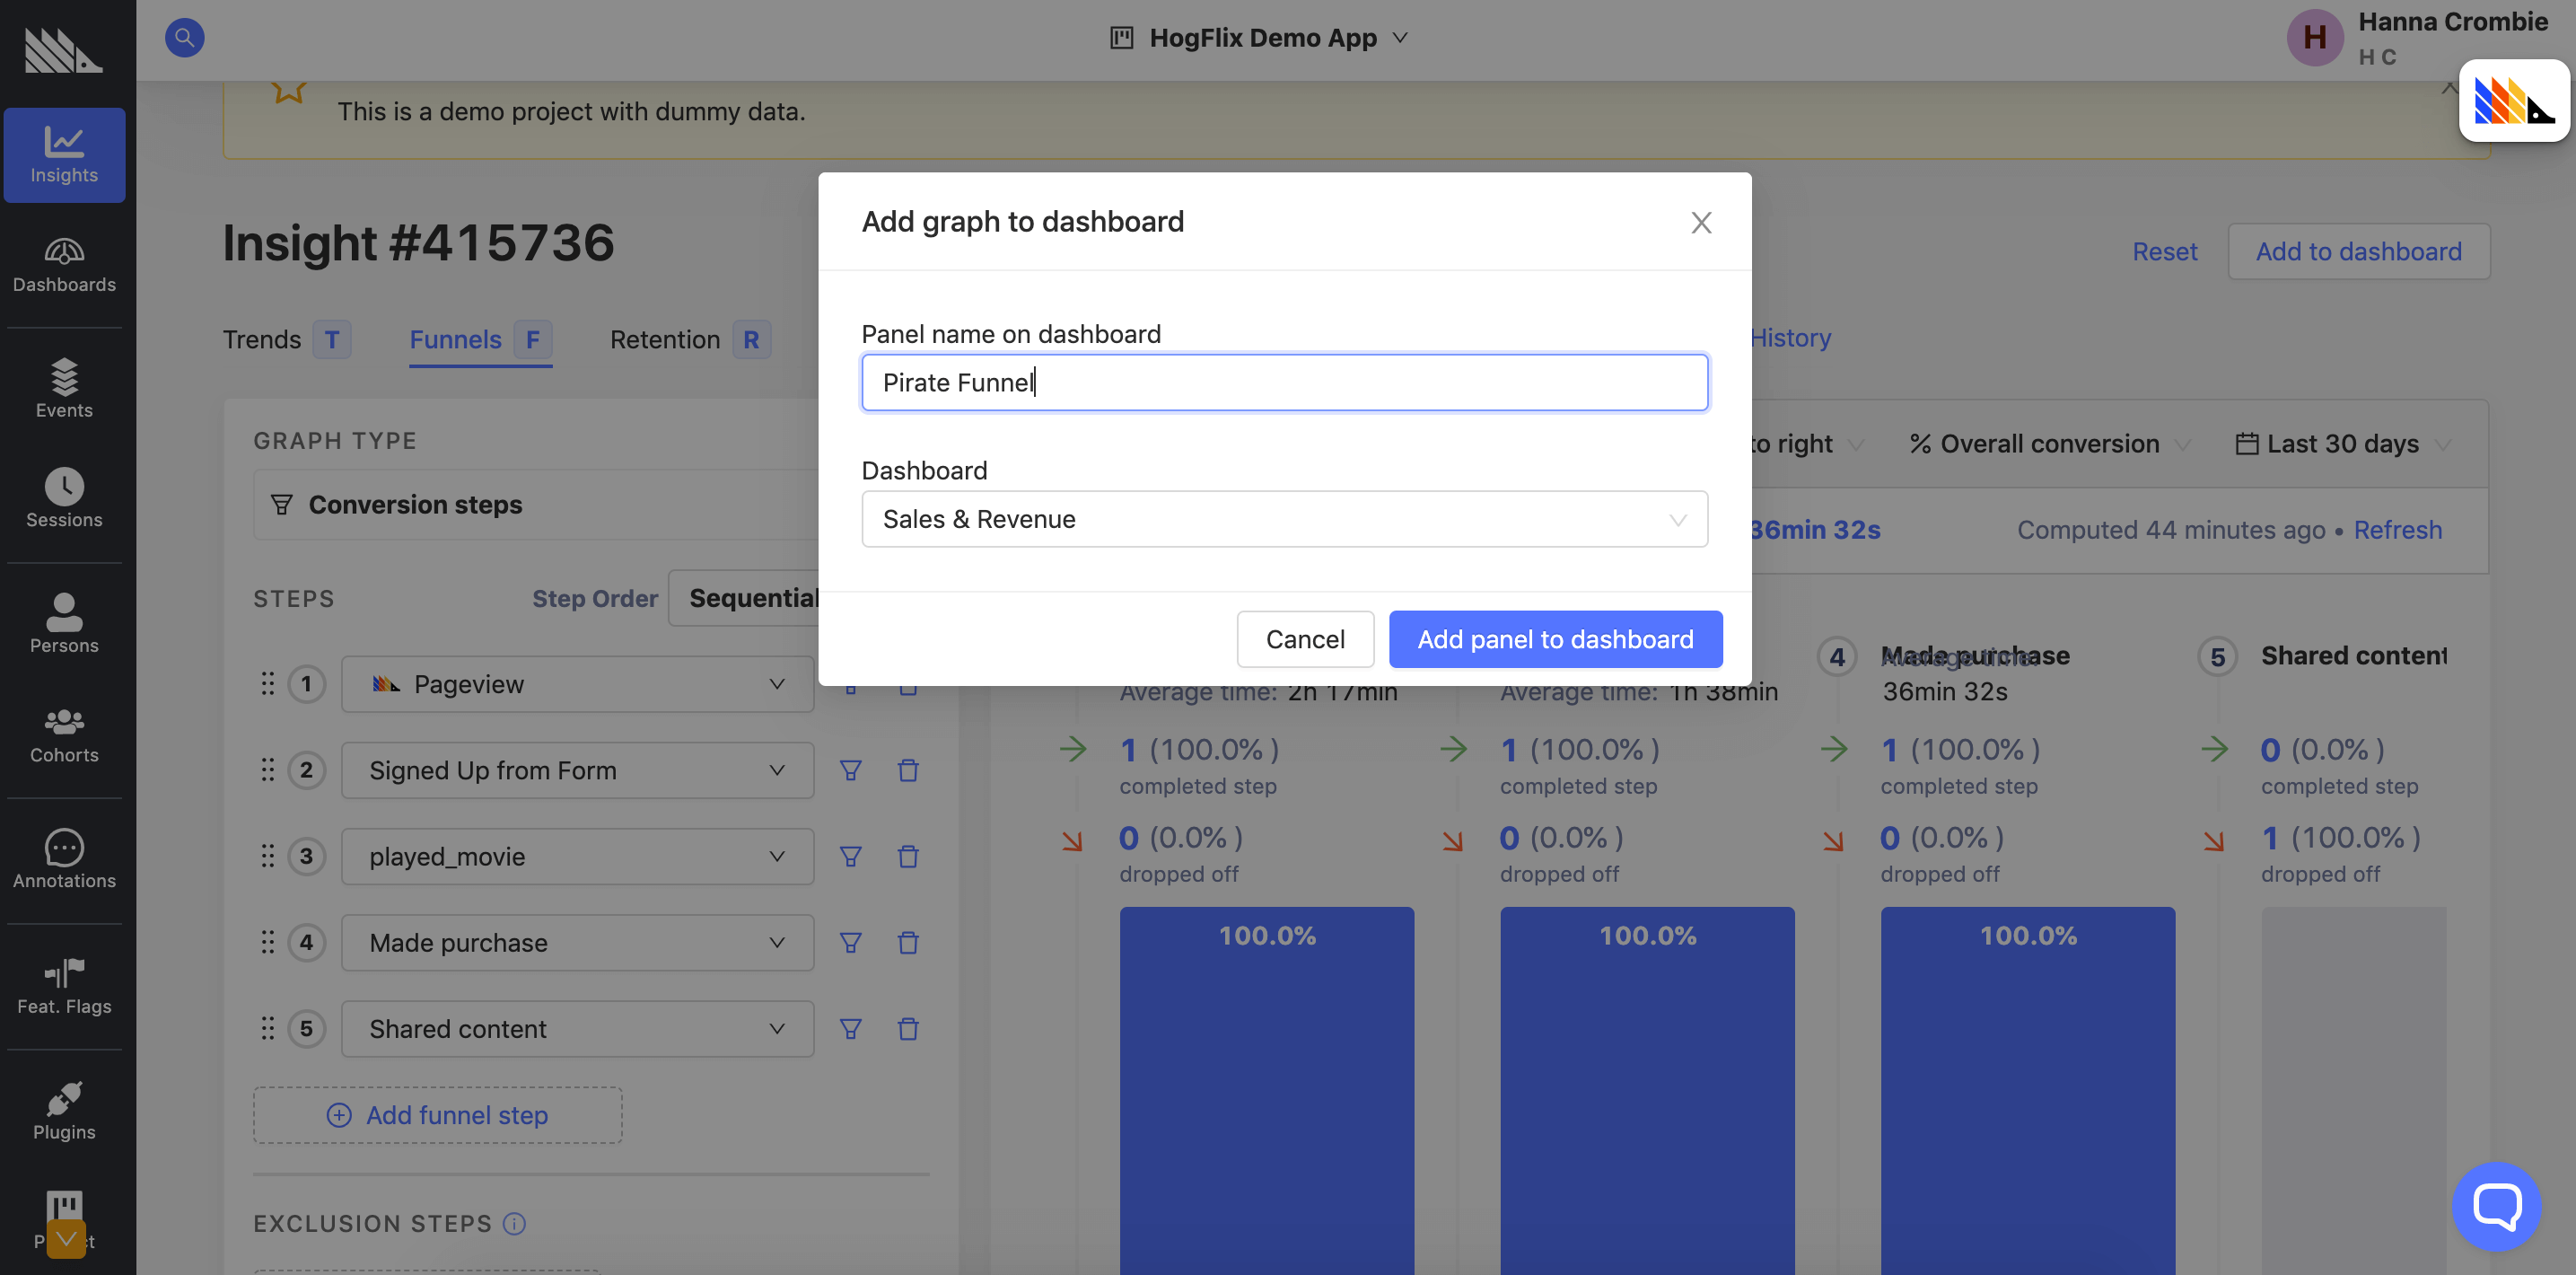 HogFlix Demo App
H
Hanna Crombie
H C
This is a demo project with dummy data.
Insights
Dashboards
Events
Sessions
Persons
Cohorts
Annotations
Feat. Flags
Plugins
Insight #415736
Reset
Add to dashboard
Trends T
Funnels F
Retention R
History
GRAPH TYPE
Conversion steps
STEPS
Step Order
Sequential
1 Pageview
2 Signed Up from Form
3 played_movie
4 Made purchase
5 Shared content
Add funnel step
EXCLUSION STEPS
Add graph to dashboard
Panel name on dashboard
Pirate Funnel
Dashboard
Sales & Revenue
Cancel
Add panel to dashboard
to right
% Overall conversion
Last 30 days
36min 32s
Computed 44 minutes ago • Refresh
Average time: 2h 17min
1 (100.0% )
completed step
0 (0.0% )
dropped off
100.0%
Average time: 1h 38min
1 (100.0% )
completed step
0 (0.0% )
dropped off
100.0%
4 Made purchase
Average time:
36min 32s
1 (100.0% )
completed step
0 (0.0% )
dropped off
100.0%
5 Shared content
0 (0.0% )
completed step
1 (100.0% )
dropped off